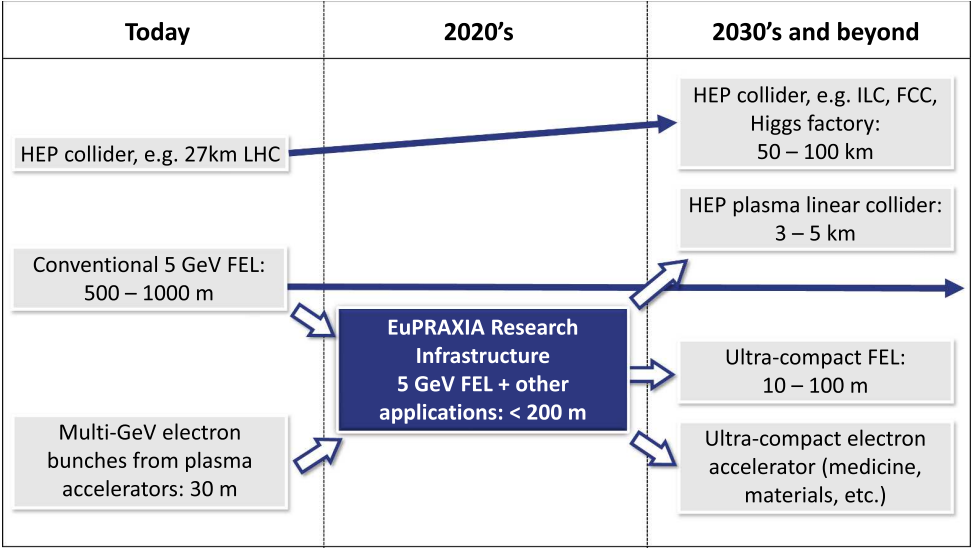 Today
2020's
2030's and beyond
HEP collider, e.g. 27km LHC
HEP collider, e.g. ILC, FCC,
Higgs factory:
50 – 100 km
HEP plasma linear collider:
3 – 5 km
Conventional 5 GeV FEL:
500 – 1000 m
EuPRAXIA Research
Infrastructure
5 GeV FEL + other
applications: < 200 m
Ultra-compact FEL:
10 – 100 m
Multi-GeV electron
bunches from plasma
accelerators: 30 m
Ultra-compact electron
accelerator (medicine,
materials, etc.)